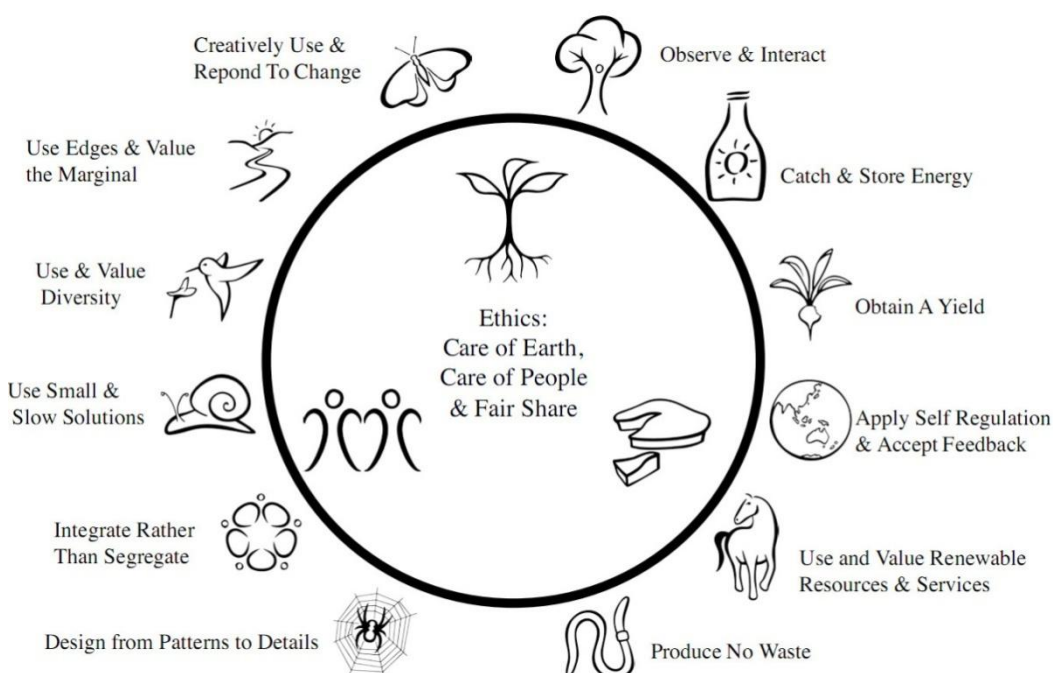 Creatively Use &
Repond To Change
Observe & Interact
Use Edges & Value
the Marginal
Catch & Store Energy
Use & Value
Diversity
Obtain A Yield
Ethics:
Care of Earth,
Care of People
& Fair Share
Use Small &
Slow Solutions
Apply Self Regulation
& Accept Feedback
Integrate Rather
Than Segregate
Use and Value Renewable
Resources & Services
Design from Patterns to Details
Produce No Waste